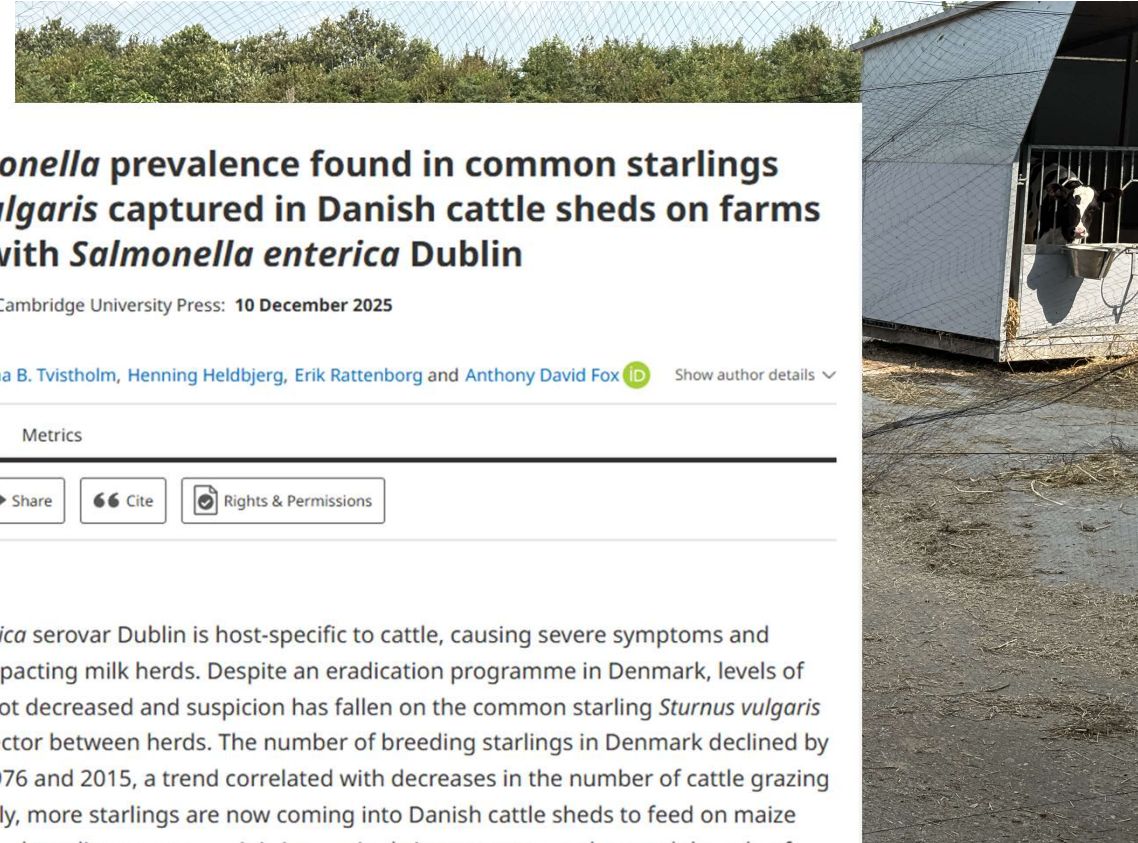 onella prevalence found in common starlings
ulgaris captured in Danish cattle sheds on farms
with Salmonella enterica Dublin
Cambridge University Press: 10 December 2025
a B. Tvistholm, Henning Heldbjerg, Erik Rattenborg and Anthony David Fox iD Show author details
Metrics
Share Cite Rights & Permissions
ica serovar Dublin is host-specific to cattle, causing severe symptoms and
pacting milk herds. Despite an eradication programme in Denmark, levels of
ot decreased and suspicion has fallen on the common starling Sturnus vulgaris
ector between herds. The number of breeding starlings in Denmark declined by
976 and 2015, a trend correlated with decreases in the number of cattle grazing
ly, more starlings are now coming into Danish cattle sheds to feed on maize